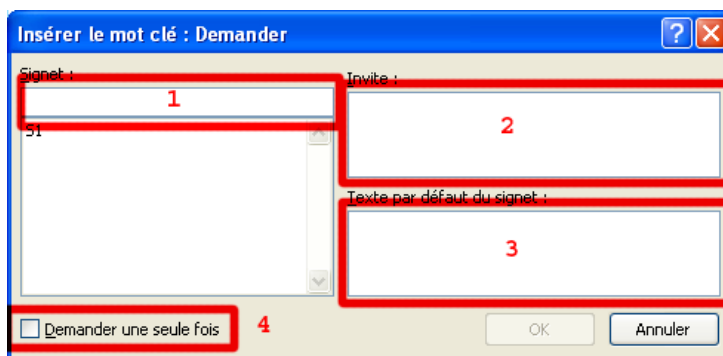 Insérer le mot clé : Demander
Signet :
1
S1
Invite :
2
Texte par défaut du signet :
3
Demander une seule fois
4
OK
Annuler